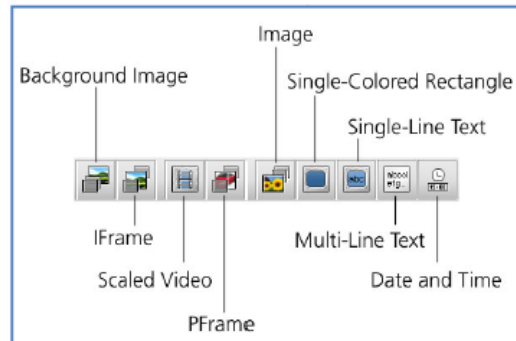 Image
Background Image
Single-Colored Rectangle
Single-Line Text
abc
IFrame
Multi-Line Text
Scaled Video
Date and Time
PFrame